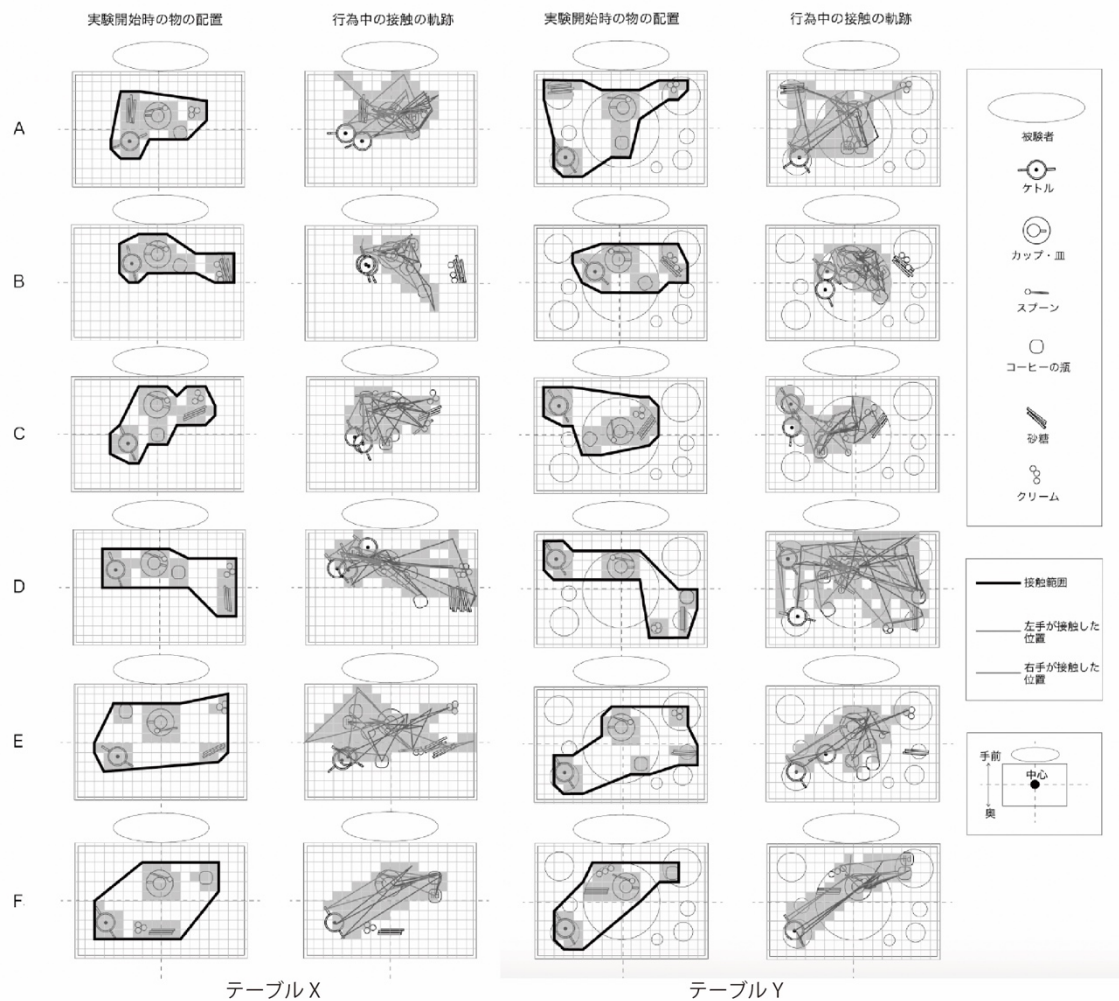 実験開始時の物の配置
行為中の接触の軌跡
実験開始時の物の配置
行為中の接触の軌跡
A
B
C
D
E
F
被験者
ケトル
カップ・皿
スプーン
コーヒーの瓶
砂糖
クリーム
接触範囲
左手が接触した
位置
右手が接触した
位置
手前
中心
奥
テーブル X
テーブル Y